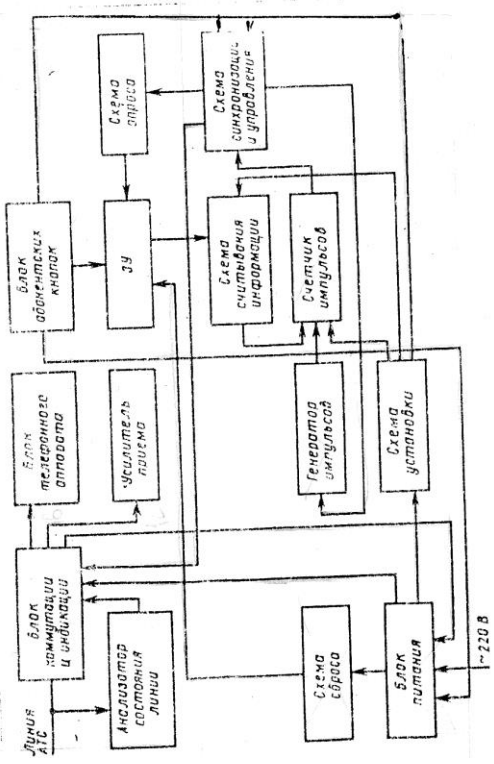 Линия
АТС
Блок
коммутации
и индикации
Анализатор
состояния
линии
Блок
телефонного
аппарата
Усилитель
приема
Блок
абонентских
кнопок
ЗУ
Схема
опроса
Схема
считывания
информации
Схема
синхронизации
и управления
Счетчик
импульсов
Генератор
импульсов
Схема
установки
Схема
сброса
Блок
питания
~220 В